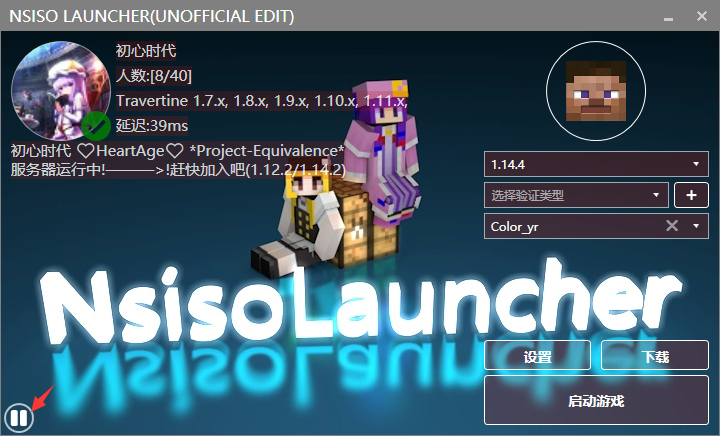 NSISO LAUNCHER(UNOFFICIAL EDIT)
初心时代
人数:[8/40]
Travertine 1.7.x, 1.8.x, 1.9.x, 1.10.x, 1.11.x,
延迟:39ms
初心时代 ♡HeartAge♡ *Project-Equivalence*
服务器运行中!———>!赶快加入吧(1.12.2/1.14.2)
1.14.4
选择验证类型
Color_yr
NsisoLauncher
设置
下载
启动游戏